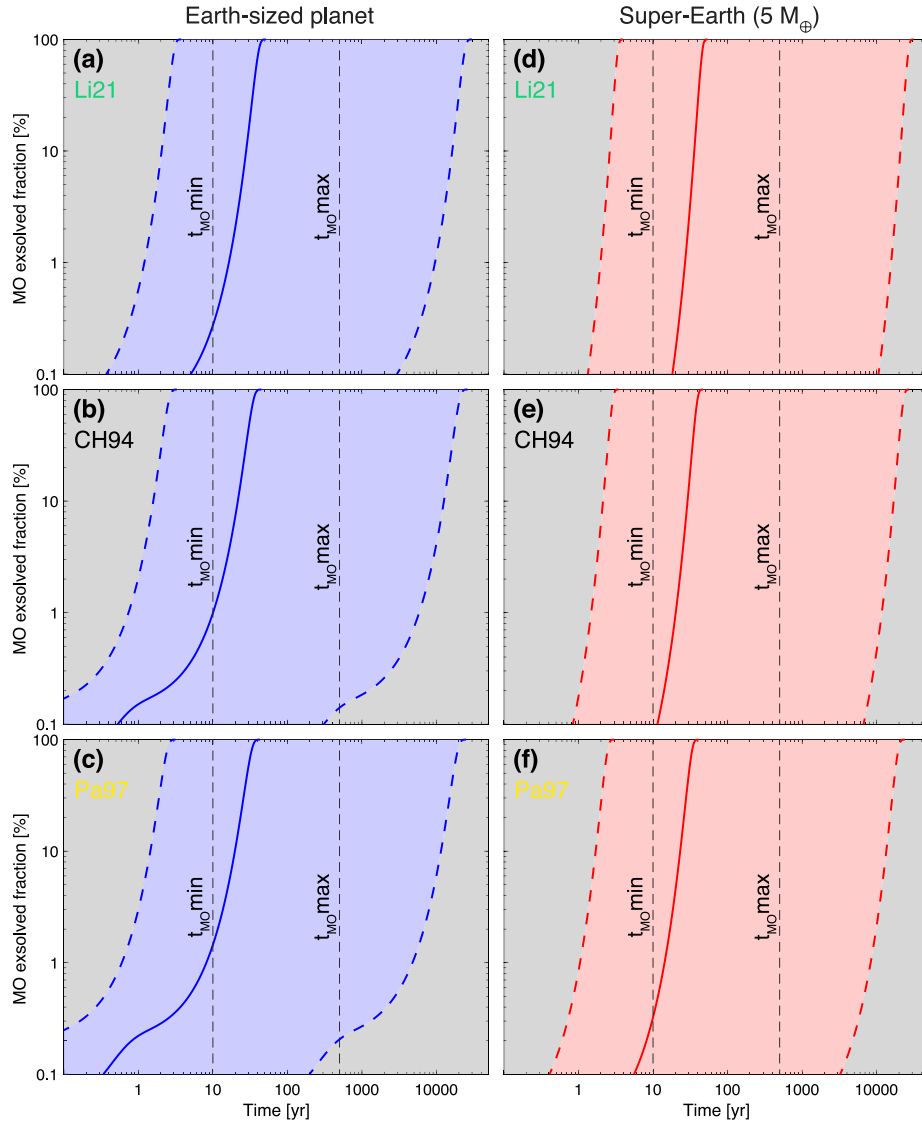 Earth-sized planet
Super-Earth (5 M⊕)
(a)
Li21
MO exsolved fraction [%]
100
10
1
0.1
tMOmin
tMOmax
(d)
Li21
tMOmin
tMOmax
(b)
CH94
MO exsolved fraction [%]
100
10
1
0.1
tMOmin
tMOmax
(e)
CH94
tMOmin
tMOmax
(c)
Pa97
MO exsolved fraction [%]
100
10
1
0.1
tMOmin
tMOmax
1 10 100 1000 10000
Time [yr]
(f)
Pa97
tMOmin
tMOmax
1 10 100 1000 10000
Time [yr]